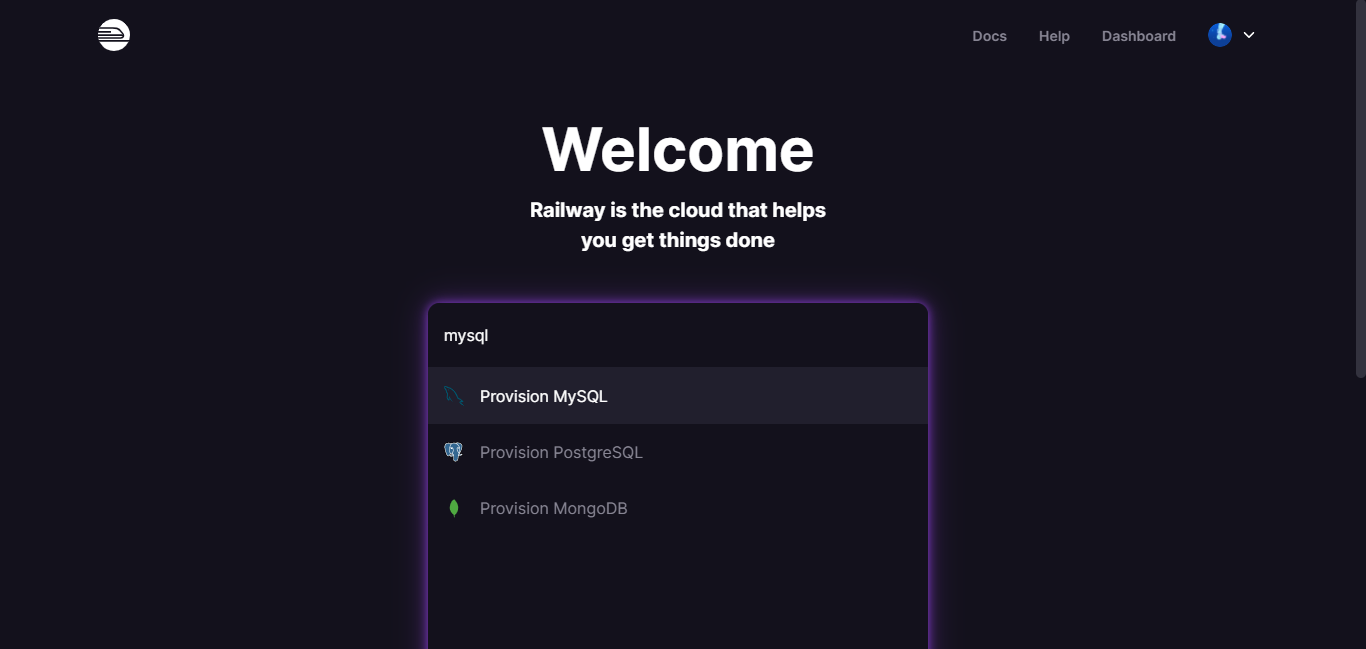 Docs Help Dashboard
Welcome
Railway is the cloud that helps
you get things done
mysql
Provision MySQL
Provision PostgreSQL
Provision MongoDB